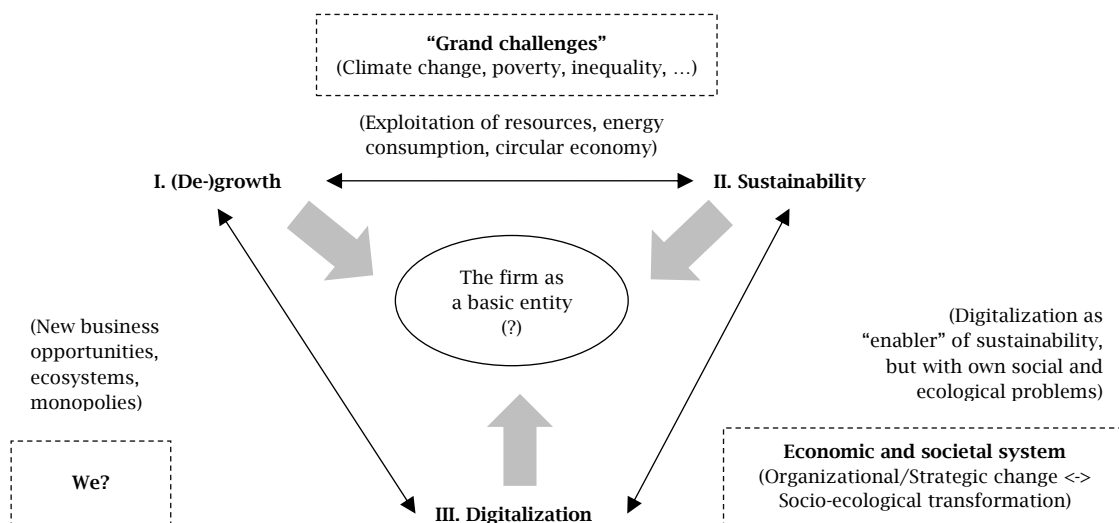 “Grand challenges”
(Climate change, poverty, inequality, …)
(Exploitation of resources, energy
consumption, circular economy)
I. (De-)growth
II. Sustainability
The firm as
a basic entity
(?)
(New business
opportunities,
ecosystems,
monopolies)
(Digitalization as
“enabler” of sustainability,
but with own social and
ecological problems)
We?
Economic and societal system
(Organizational/Strategic change <->
Socio-ecological transformation)
III. Digitalization